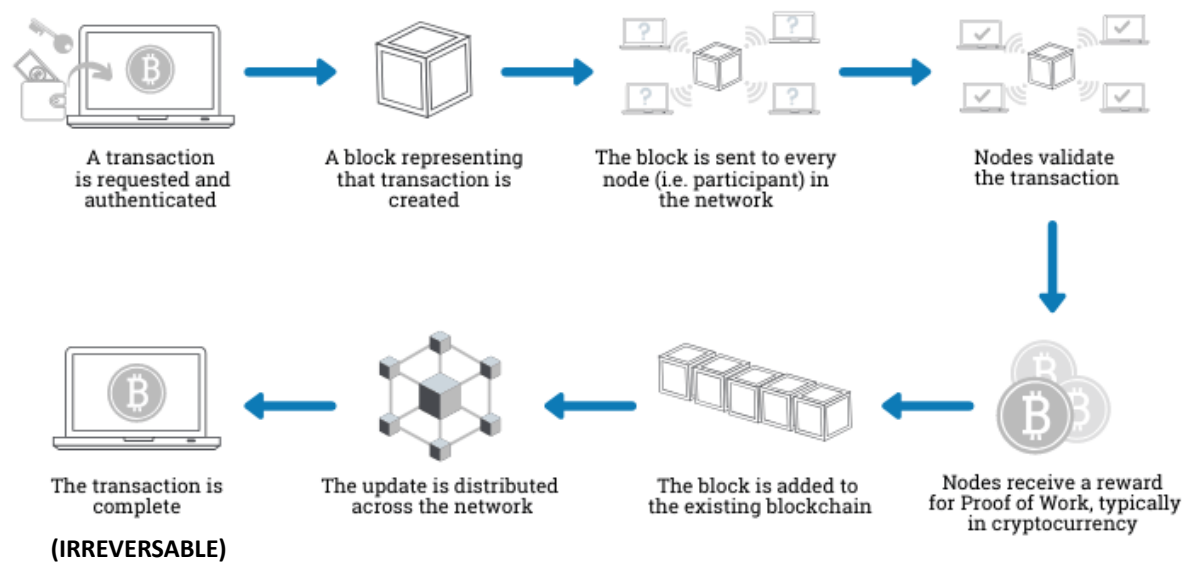 A transaction
is requested and
authenticated
A block representing
that transaction is
created
The block is sent to every
node (i.e. participant) in
the network
Nodes validate
the transaction
Nodes receive a reward
for Proof of Work, typically
in cryptocurrency
The block is added to
the existing blockchain
The update is distributed
across the network
The transaction is
complete
(IRREVERSABLE)